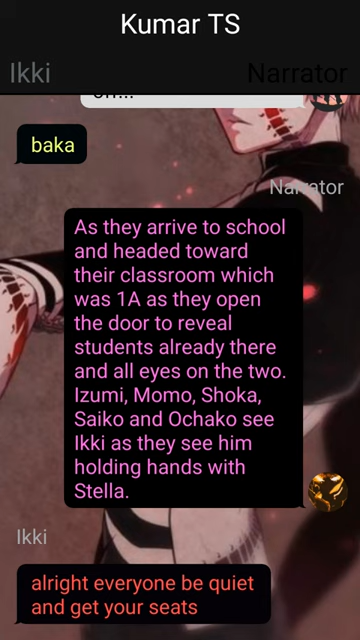 Kumar TS
Ikki
Narrator
baka
Narrator
As they arrive to school
and headed toward
their classroom which
was 1A as they open
the door to reveal
students already there
and all eyes on the two.
Izumi, Momo, Shoka,
Saiko and Ochako see
Ikki as they see him
holding hands with
Stella.
Ikki
alright everyone be quiet
and get your seats